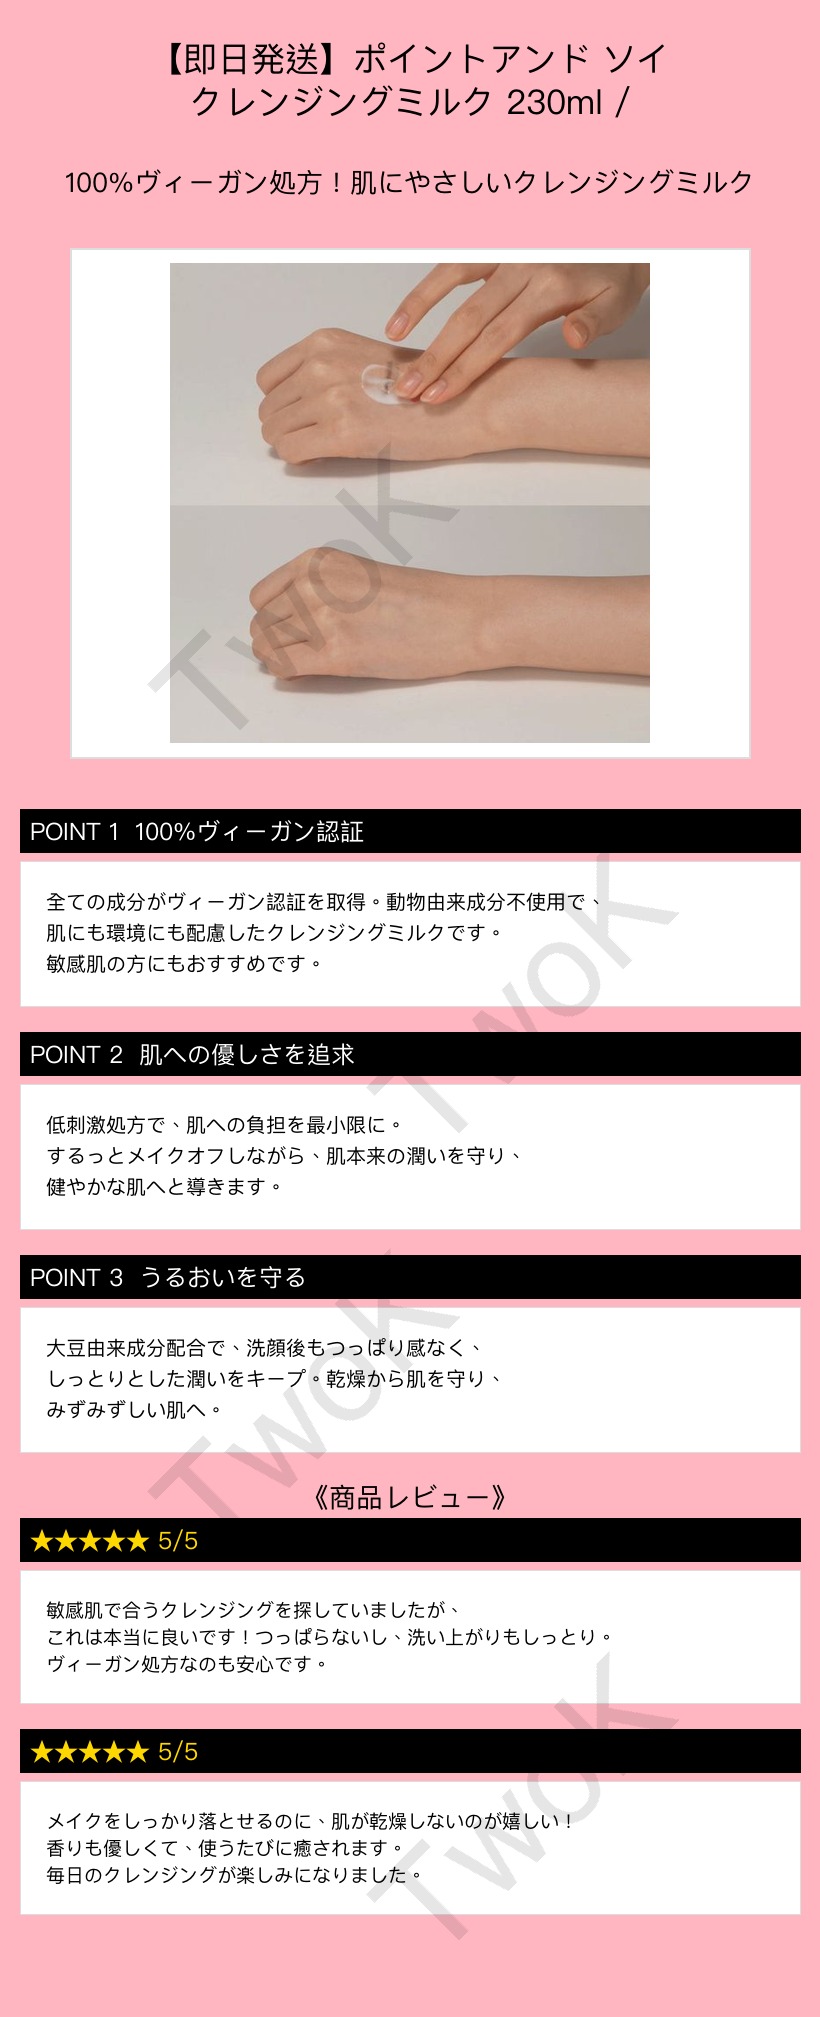 【即日発送】ポイントアンド ソイ
クレンジングミルク 230ml /
100%ヴィーガン処方！肌にやさしいクレンジングミルク
TwoK
POINT 1 100%ヴィーガン認証
全ての成分がヴィーガン認証を取得。動物由来成分不使用で、
肌にも環境にも配慮したクレンジングミルクです。
敏感肌の方にもおすすめです。
TwoK
POINT 2 肌への優しさを追求
低刺激処方で、肌への負担を最小限に。
するっとメイクオフしながら、肌本来の潤いを守り、
健やかな肌へと導きます。
POINT 3 うるおいを守る
大豆由来成分配合で、洗顔後もつっぱり感なく、
しっとりとした潤いをキープ。乾燥から肌を守り、
みずみずしい肌へ。
TwoK
《商品レビュー》
★★★★★ 5/5
敏感肌で合うクレンジングを探していましたが、
これは本当に良いです！つっぱらないし、洗い上がりもしっとり。
ヴィーガン処方なのも安心です。
★★★★★ 5/5
メイクをしっかり落とせるのに、肌が乾燥しないのが嬉しい！
香りも優しくて、使うたびに癒されます。
毎日のクレンジングが楽しみになりました。
TwoK